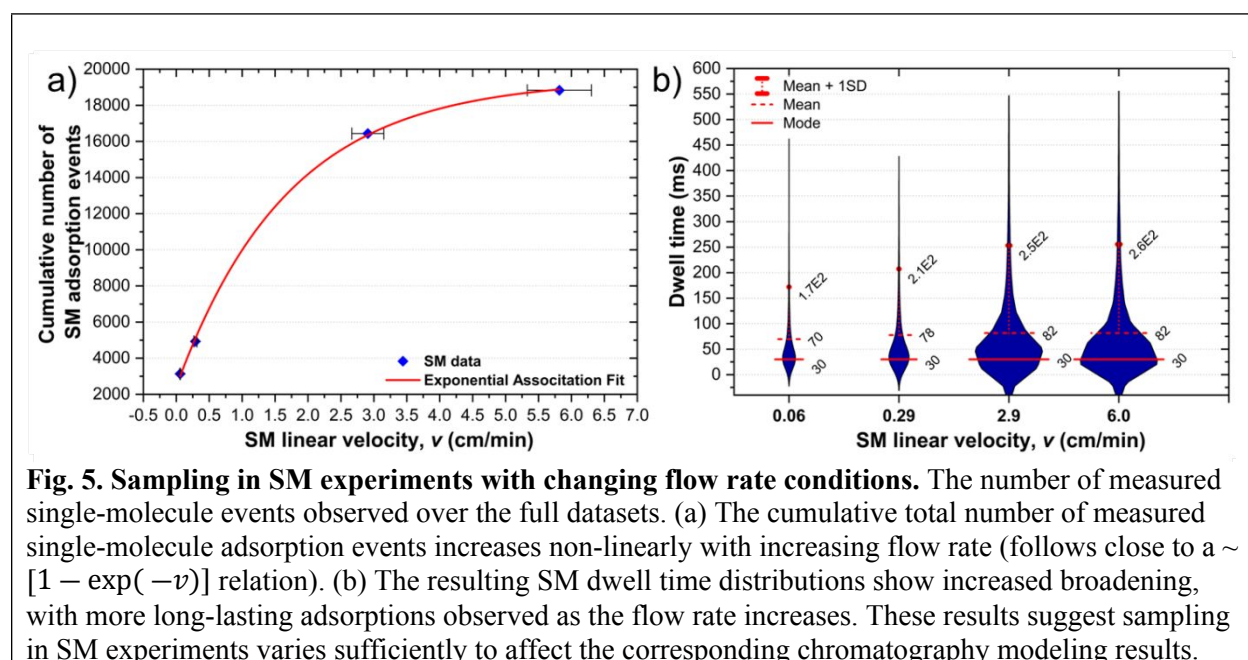 a)
Cumulative number of
SM adsorption events
20000
18000
16000
14000
12000
10000
8000
6000
4000
2000
SM data
Exponential Associtation Fit
-0.5 0.0 0.5 1.0 1.5 2.0 2.5 3.0 3.5 4.0 4.5 5.0 5.5 6.0 6.5 7.0
SM linear velocity, v (cm/min)
b)
Dwell time (ms)
600
550
500
450
400
350
300
250
200
150
100
50
0
Mean + 1SD
Mean
Mode
1.7E2
70
30
2.1E2
78
30
2.5E2
82
30
2.6E2
82
30
0.06 0.29 2.9 6.0
SM linear velocity, v (cm/min)
Fig. 5. Sampling in SM experiments with changing flow rate conditions. The number of measured
single-molecule events observed over the full datasets. (a) The cumulative total number of measured
single-molecule adsorption events increases non-linearly with increasing flow rate (follows close to a ~
[1 − exp( −v)] relation). (b) The resulting SM dwell time distributions show increased broadening,
with more long-lasting adsorptions observed as the flow rate increases. These results suggest sampling
in SM experiments varies sufficiently to affect the corresponding chromatography modeling results.